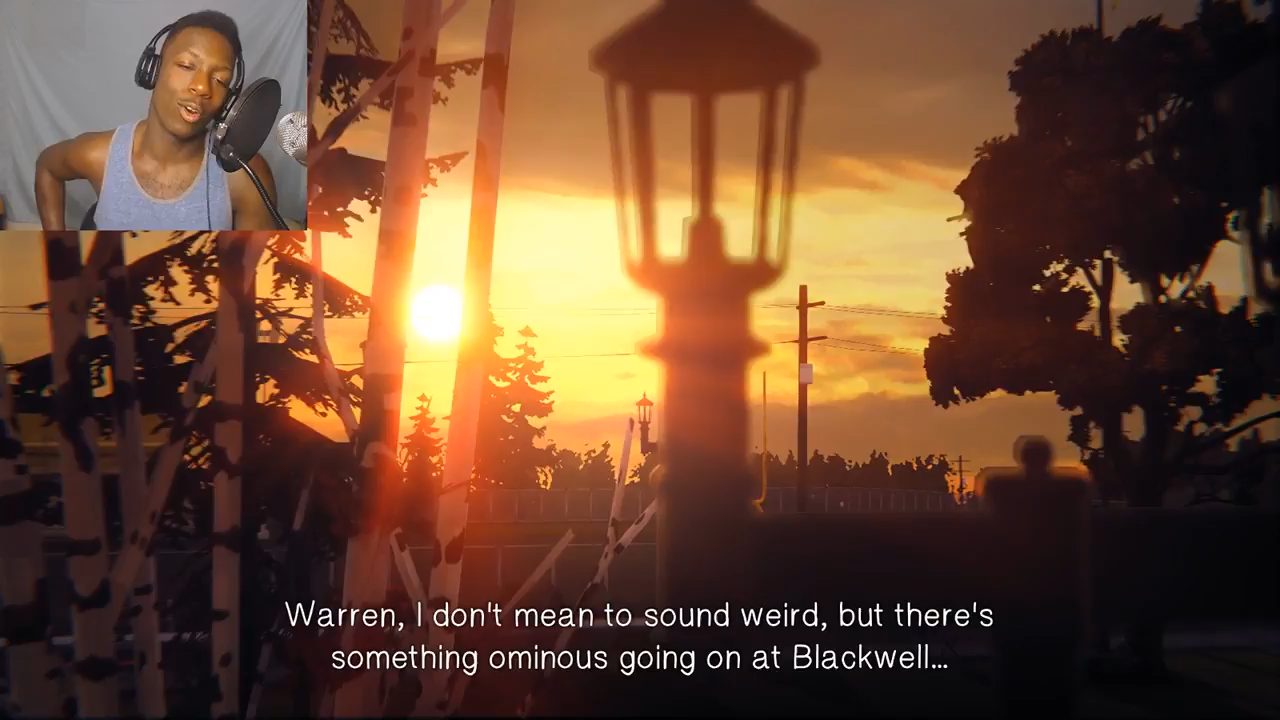 Warren, I don't mean to sound weird, but there's
something ominous going on at Blackwell...